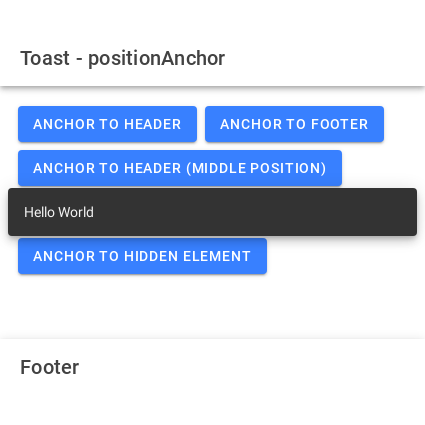 Toast - positionAnchor
ANCHOR TO HEADER
ANCHOR TO FOOTER
ANCHOR TO HEADER (MIDDLE POSITION)
Hello World
ANCHOR TO HIDDEN ELEMENT
Footer